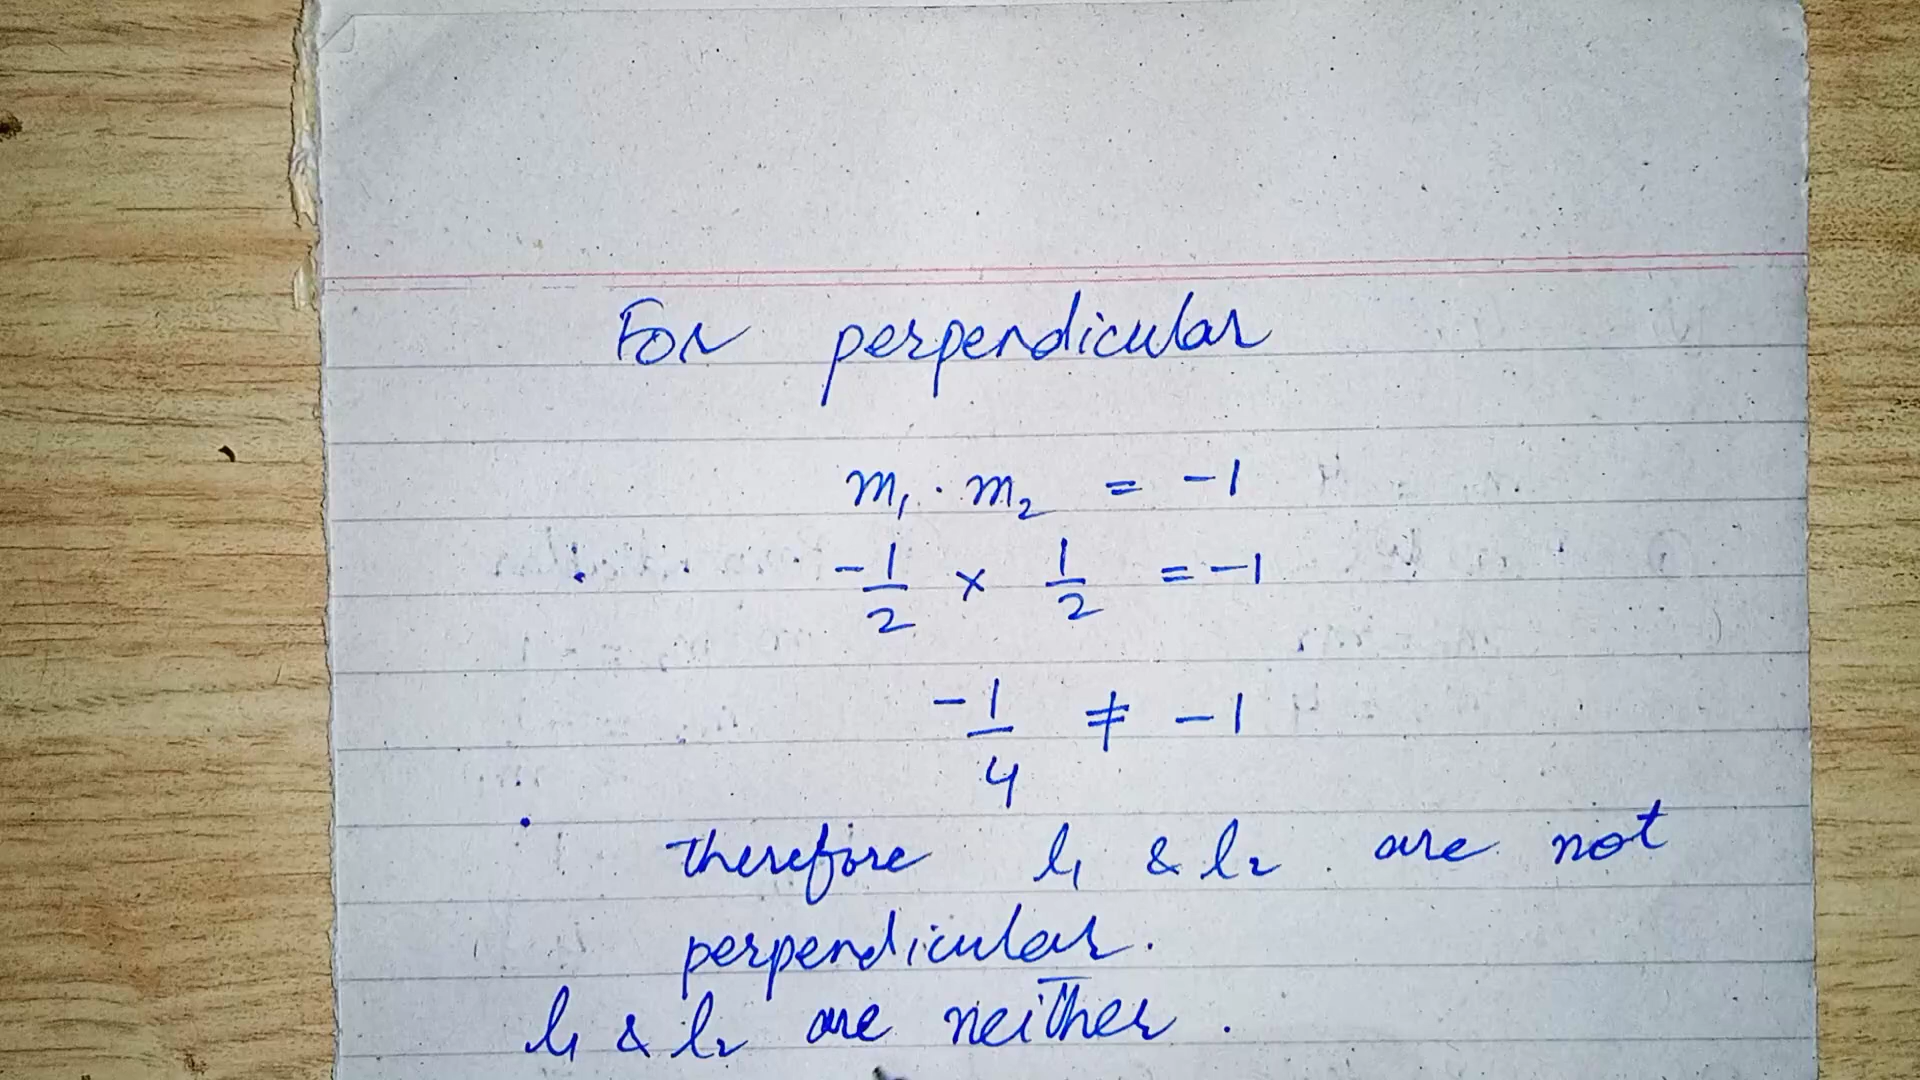 For perpendicular
m₁ · m₂ = -1
-1/2 × 1/2 = -1
-1/4 ≠ -1
therefore l₁ & l₂ are not
perpendicular.
l₁ & l₂ are neither.